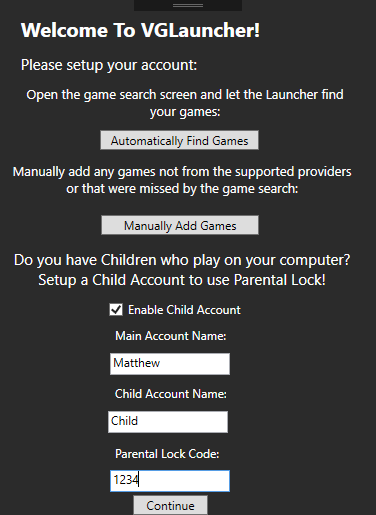 Welcome To VGLauncher!
Please setup your account:
Open the game search screen and let the Launcher find
your games:
Automatically Find Games
Manually add any games not from the supported providers
or that were missed by the game search:
Manually Add Games
Do you have Children who play on your computer?
Setup a Child Account to use Parental Lock!
Enable Child Account
Main Account Name:
Matthew
Child Account Name:
Child
Parental Lock Code:
1234
Continue